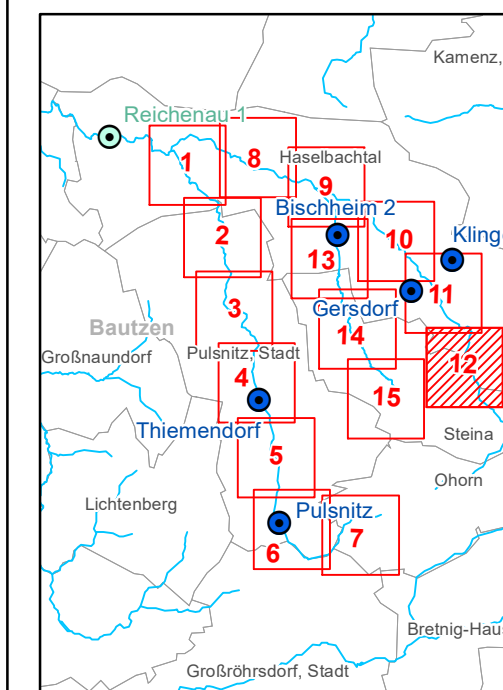 Kamenz,
Reichenau 1
1
8
Haselbachtal
9
Bischheim 2
2
10
Kling
13
11
3
Gersdorf
Bautzen
14
Großnaundorf
Pulsnitz, Stadt
12
4
15
Thiemendorf
Steina
5
Ohorn
Lichtenberg
Pulsnitz
6
7
Bretnig-Hau
Großröhrsdorf, Stadt